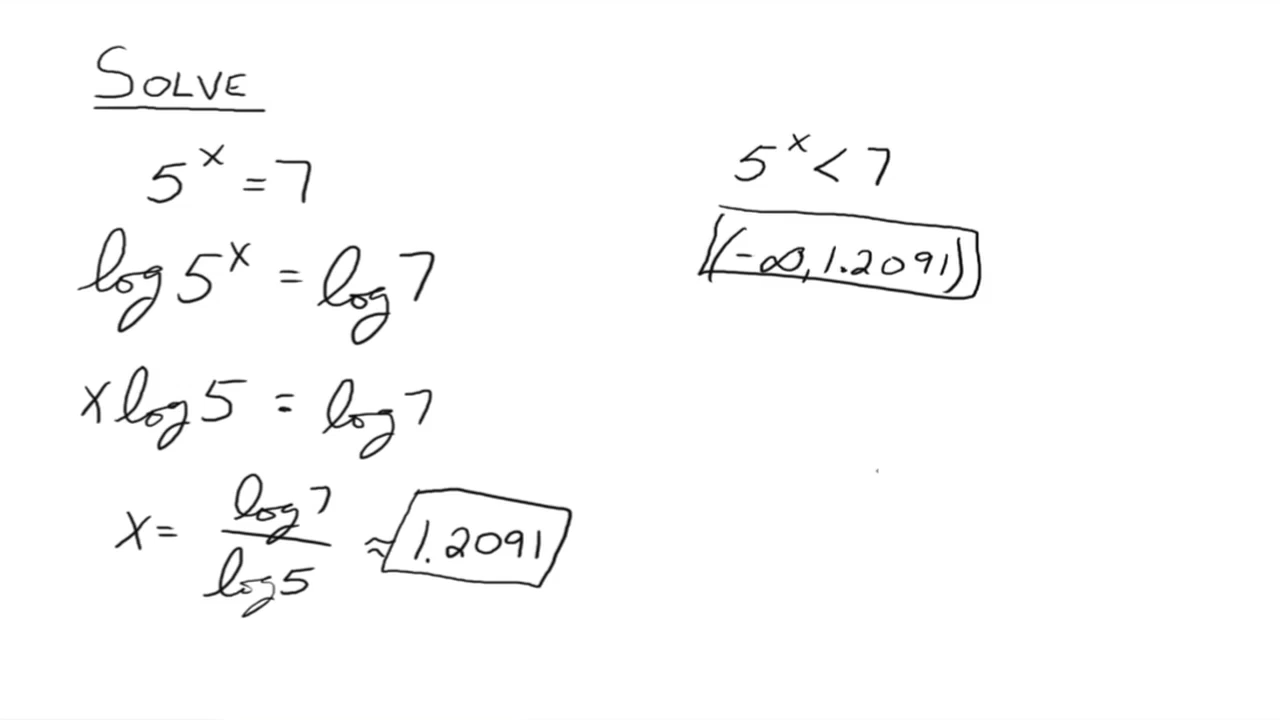 SOLVE
5^x = 7
log 5^x = log 7
x log 5 = log 7
x = log 7 / log 5 ≈ 1.2091
5^x < 7
(-∞, 1.2091)